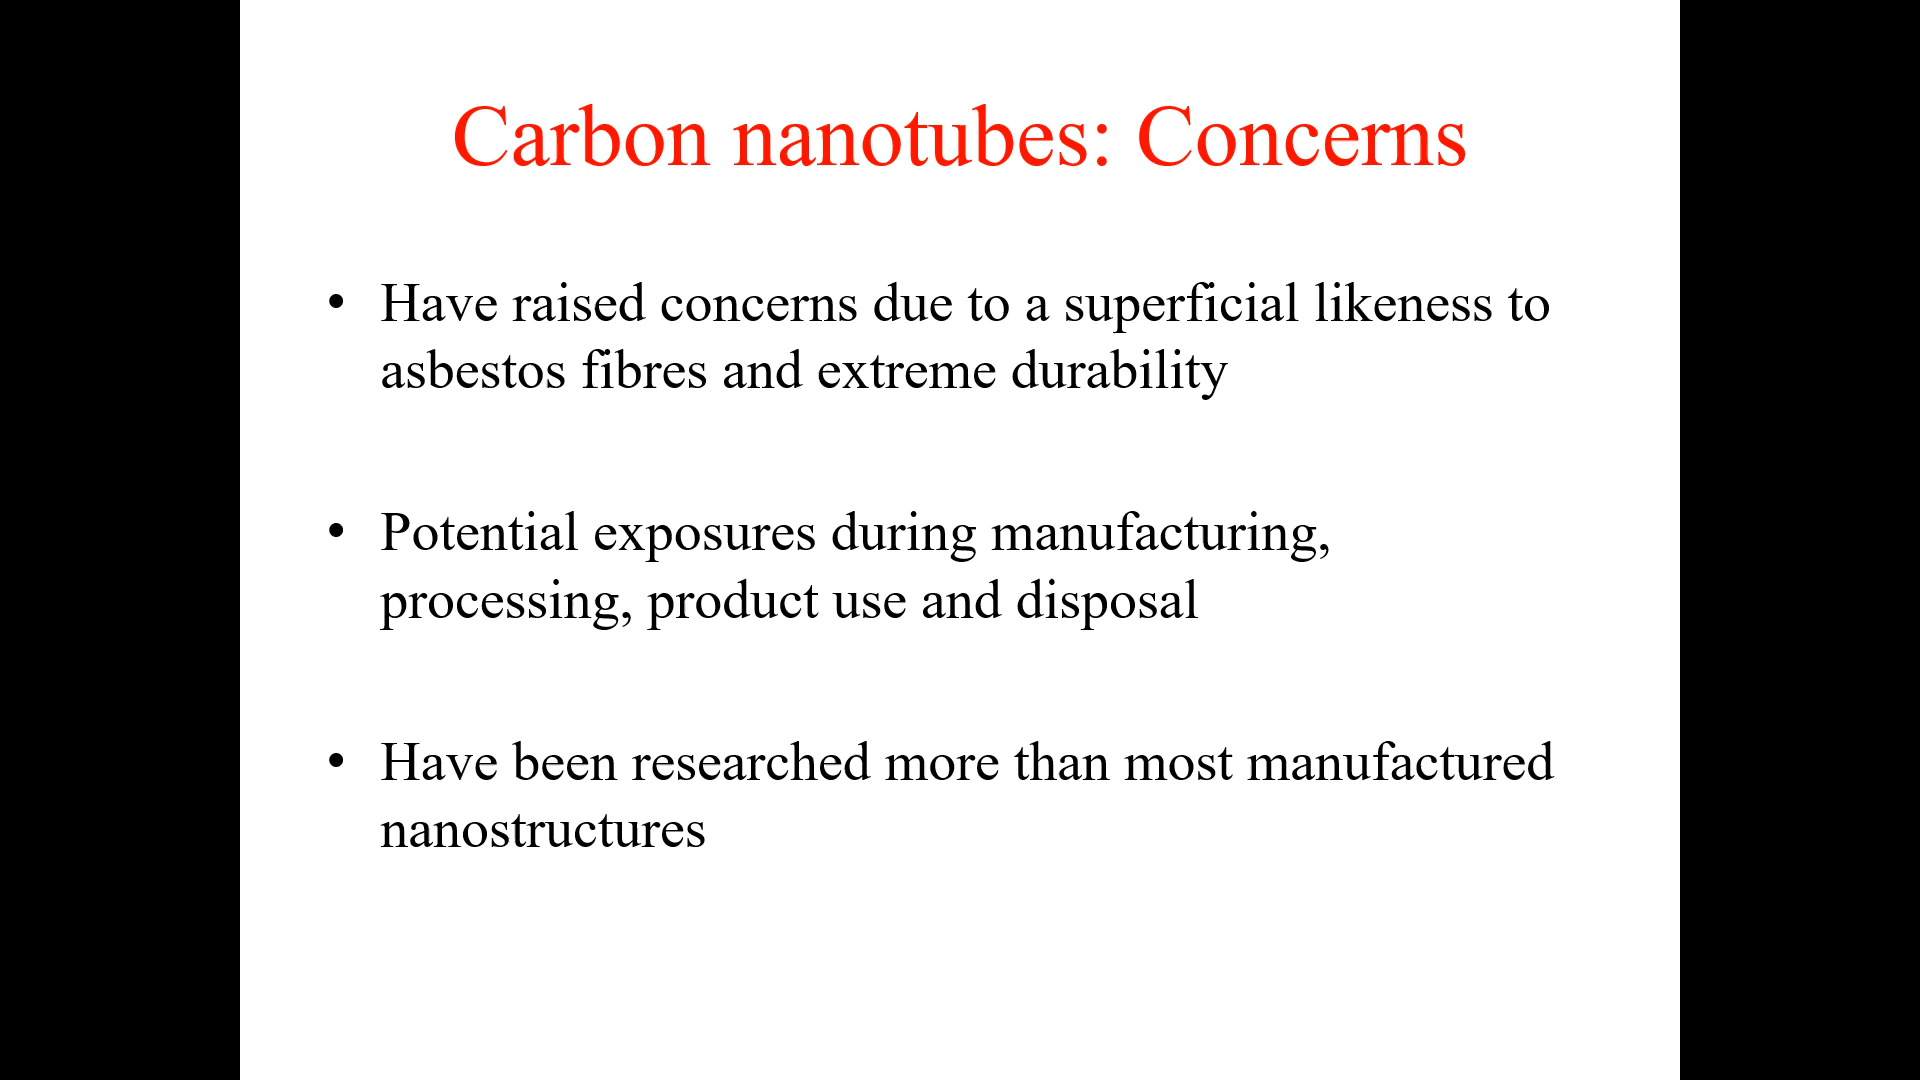 Carbon nanotubes: Concerns
• Have raised concerns due to a superficial likeness to
asbestos fibres and extreme durability
• Potential exposures during manufacturing,
processing, product use and disposal
• Have been researched more than most manufactured
nanostructures